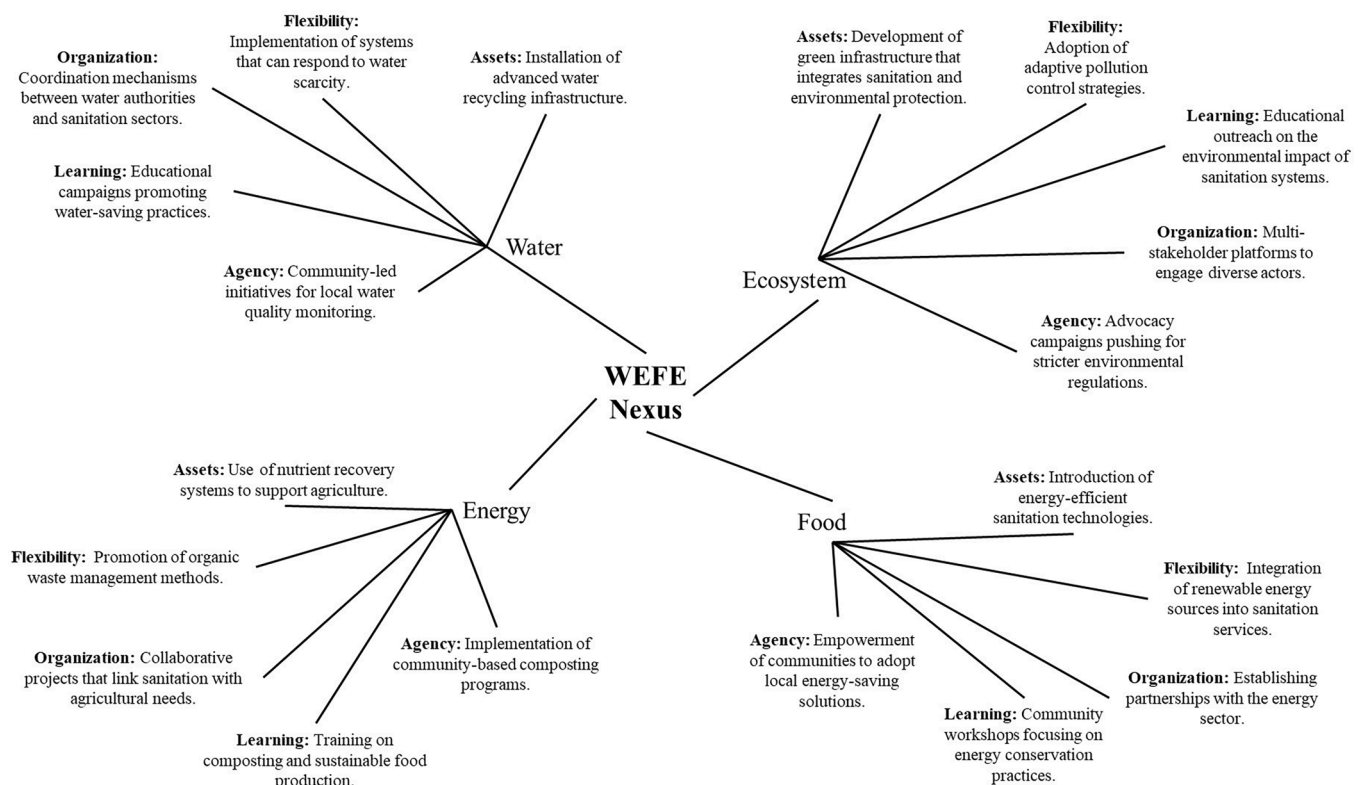 Flexibility:
Implementation of systems
that can respond to water
scarcity.
Organization:
Coordination mechanisms
between water authorities
and sanitation sectors.
Assets: Installation of
advanced water
recycling infrastructure.
Learning: Educational
campaigns promoting
water-saving practices.
Agency: Community-led
initiatives for local water
quality monitoring.
Water
Assets: Development of
green infrastructure that
integrates sanitation and
environmental protection.
Flexibility:
Adoption of
adaptive pollution
control strategies.
Learning: Educational
outreach on the
environmental impact of
sanitation systems.
Organization: Multi-
stakeholder platforms to
engage diverse actors.
Agency: Advocacy
campaigns pushing for
stricter environmental
regulations.
Ecosystem
WEFE
Nexus
Assets: Use of nutrient recovery
systems to support agriculture.
Energy
Flexibility: Promotion of organic
waste management methods.
Organization: Collaborative
projects that link sanitation with
agricultural needs.
Agency: Implementation of
community-based composting
programs.
Learning: Training on
composting and sustainable food
production.
Food
Assets: Introduction of
energy-efficient
sanitation technologies.
Flexibility: Integration
of renewable energy
sources into sanitation
services.
Agency: Empowerment
of communities to adopt
local energy-saving
solutions.
Organization: Establishing
partnerships with the energy
sector.
Learning: Community
workshops focusing on
energy conservation
practices.